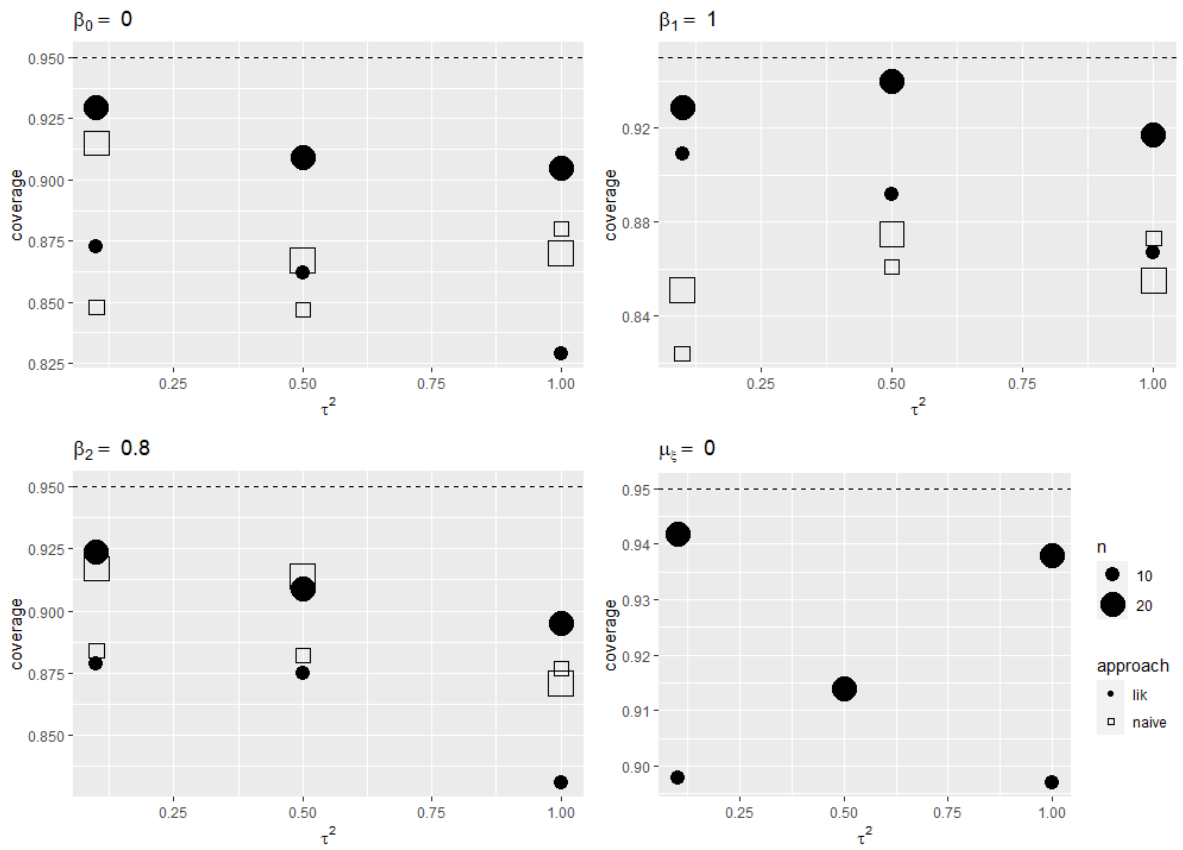 β₀ = 0
0.950
0.925
0.900
0.875
0.850
0.825
coverage
0.25
0.50
0.75
1.00
τ²
β₁ = 1
0.92
0.88
0.84
coverage
0.25
0.50
0.75
1.00
τ²
β₂ = 0.8
0.950
0.925
0.900
0.875
0.850
coverage
0.25
0.50
0.75
1.00
τ²
μ_ξ = 0
0.95
0.94
0.93
0.92
0.91
0.90
coverage
0.25
0.50
0.75
1.00
τ²
n
10
20
approach
lik
naive